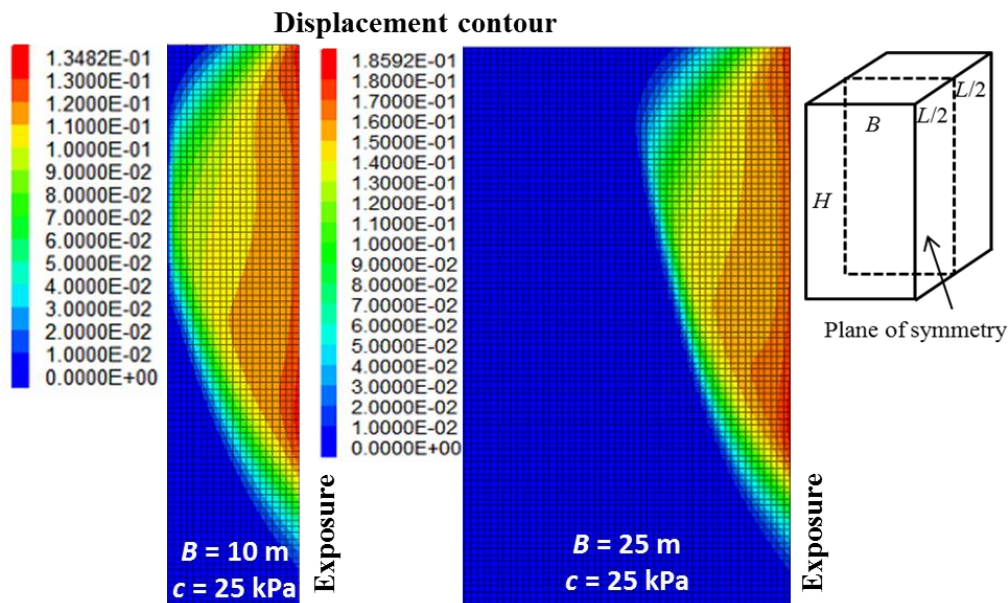 Displacement contour
1.3482E-01
1.3000E-01
1.2000E-01
1.1000E-01
1.0000E-01
9.0000E-02
8.0000E-02
7.0000E-02
6.0000E-02
5.0000E-02
4.0000E-02
3.0000E-02
2.0000E-02
1.0000E-02
0.0000E+00
B = 10 m
c = 25 kPa
Exposure
1.8592E-01
1.8000E-01
1.7000E-01
1.6000E-01
1.5000E-01
1.4000E-01
1.3000E-01
1.2000E-01
1.1000E-01
1.0000E-01
9.0000E-02
8.0000E-02
7.0000E-02
6.0000E-02
5.0000E-02
4.0000E-02
3.0000E-02
2.0000E-02
1.0000E-02
0.0000E+00
B = 25 m
c = 25 kPa
Exposure
L/2
L/2
B
H
Plane of symmetry